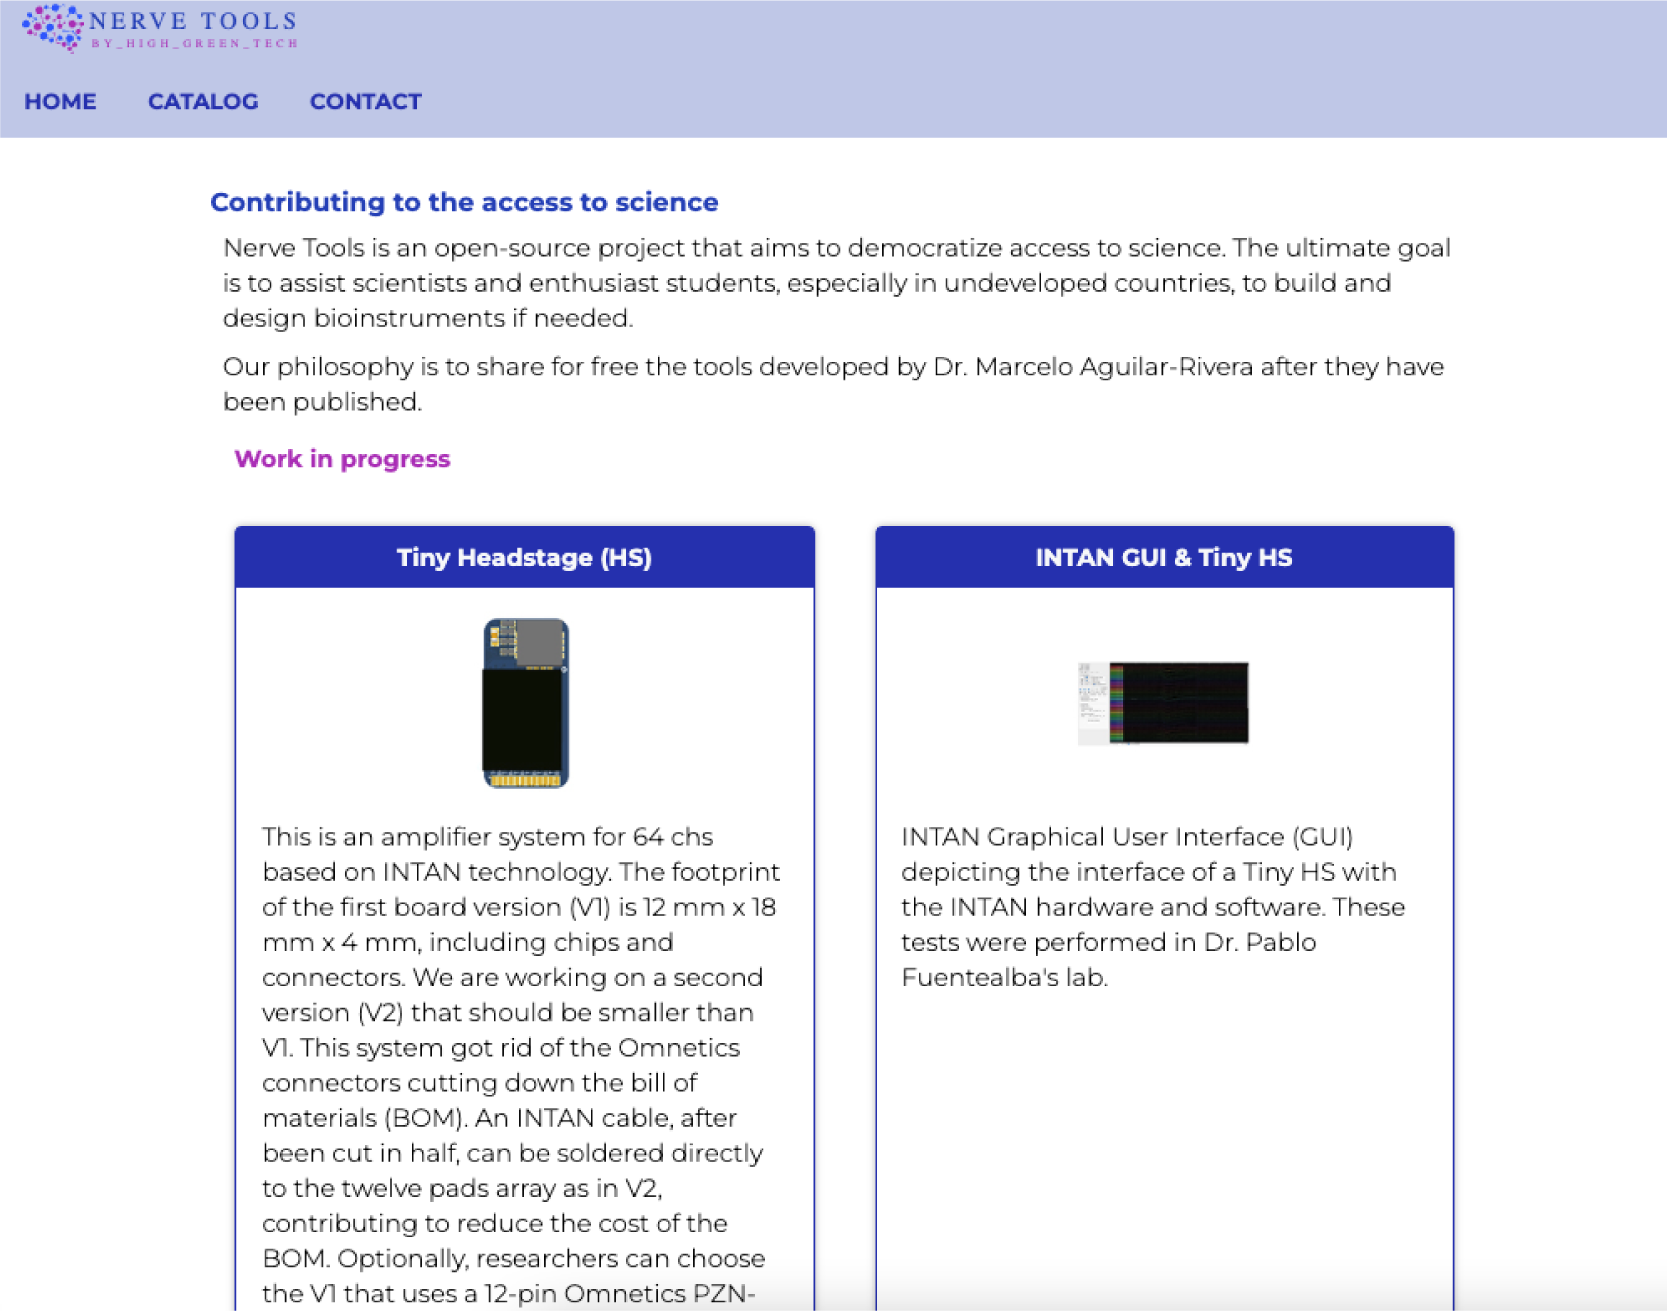 NERVE TOOLS
BY_HIGH_GREEN_TECH
HOME CATALOG CONTACT
Contributing to the access to science
Nerve Tools is an open-source project that aims to democratize access to science. The ultimate goal
is to assist scientists and enthusiast students, especially in undeveloped countries, to build and
design bioinstruments if needed.
Our philosophy is to share for free the tools developed by Dr. Marcelo Aguilar-Rivera after they have
been published.
Work in progress
Tiny Headstage (HS)
This is an amplifier system for 64 chs
based on INTAN technology. The footprint
of the first board version (V1) is 12 mm x 18
mm x 4 mm, including chips and
connectors. We are working on a second
version (V2) that should be smaller than
V1. This system got rid of the Omnetics
connectors cutting down the bill of
materials (BOM). An INTAN cable, after
been cut in half, can be soldered directly
to the twelve pads array as in V2,
contributing to reduce the cost of the
BOM. Optionally, researchers can choose
the V1 that uses a 12-pin Omnetics PZN-
INTAN GUI & Tiny HS
INTAN Graphical User Interface (GUI)
depicting the interface of a Tiny HS with
the INTAN hardware and software. These
tests were performed in Dr. Pablo
Fuentealba's lab.